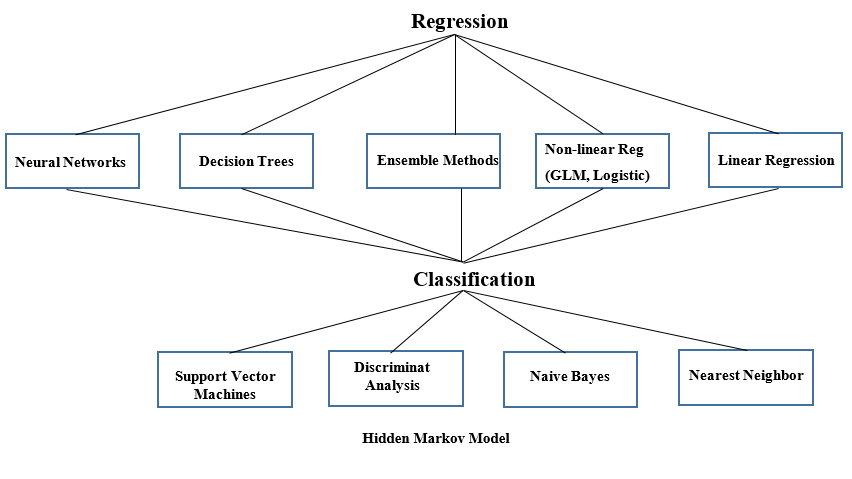 Regression
Neural Networks
Decision Trees
Ensemble Methods
Non-linear Reg
(GLM, Logistic)
Linear Regression
Classification
Support Vector
Machines
Discriminat
Analysis
Naive Bayes
Nearest Neighbor
Hidden Markov Model